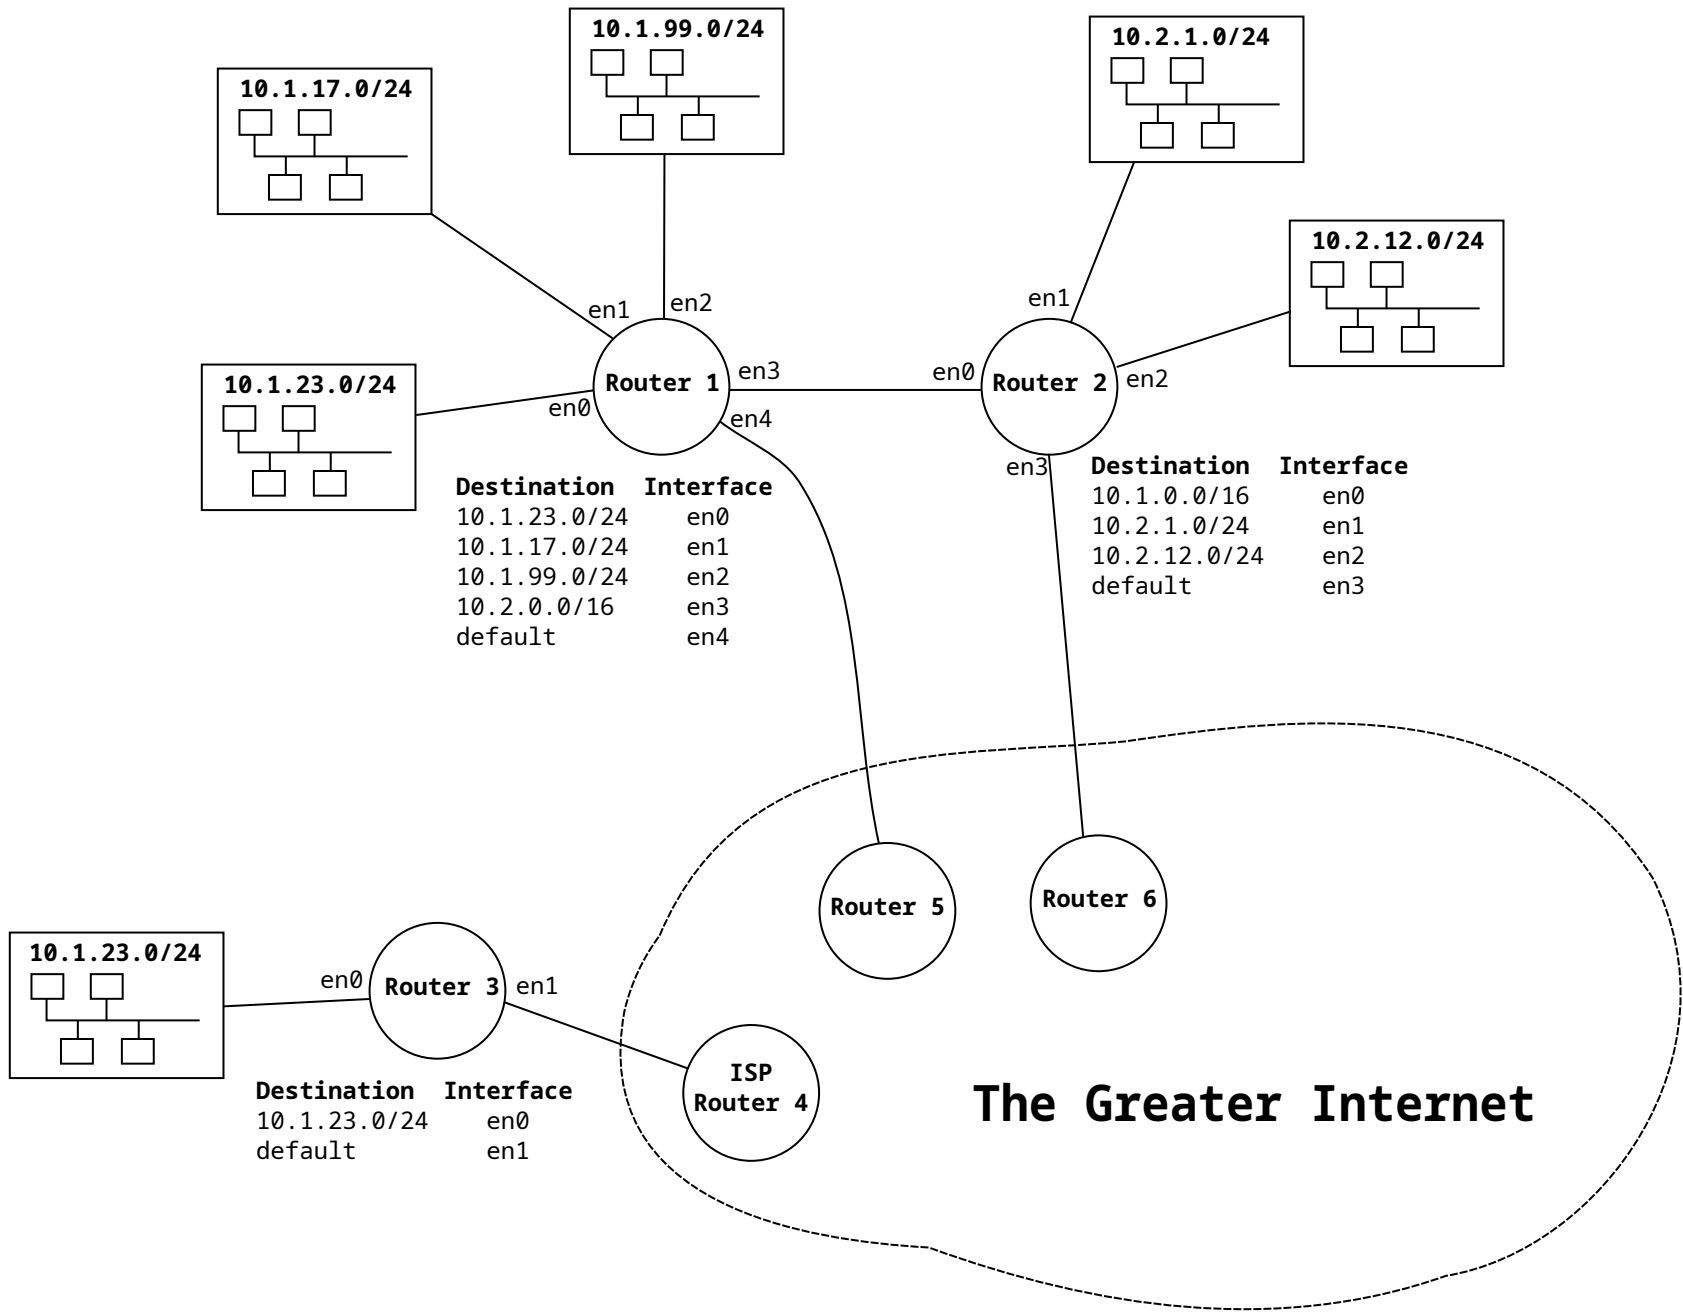 10.1.99.0/24
10.2.1.0/24
10.1.17.0/24
10.2.12.0/24
en1
en2
en1
10.1.23.0/24
Router 1
en3
en0
Router 2
en2
en0
en4
en3
Destination Interface
10.1.23.0/24 en0
10.1.17.0/24 en1
10.1.99.0/24 en2
10.2.0.0/16 en3
default en4
Destination Interface
10.1.0.0/16 en0
10.2.1.0/24 en1
10.2.12.0/24 en2
default en3
Router 5
Router 6
10.1.23.0/24
en0
Router 3
en1
Destination Interface
10.1.23.0/24 en0
default en1
ISP
Router 4
The Greater Internet